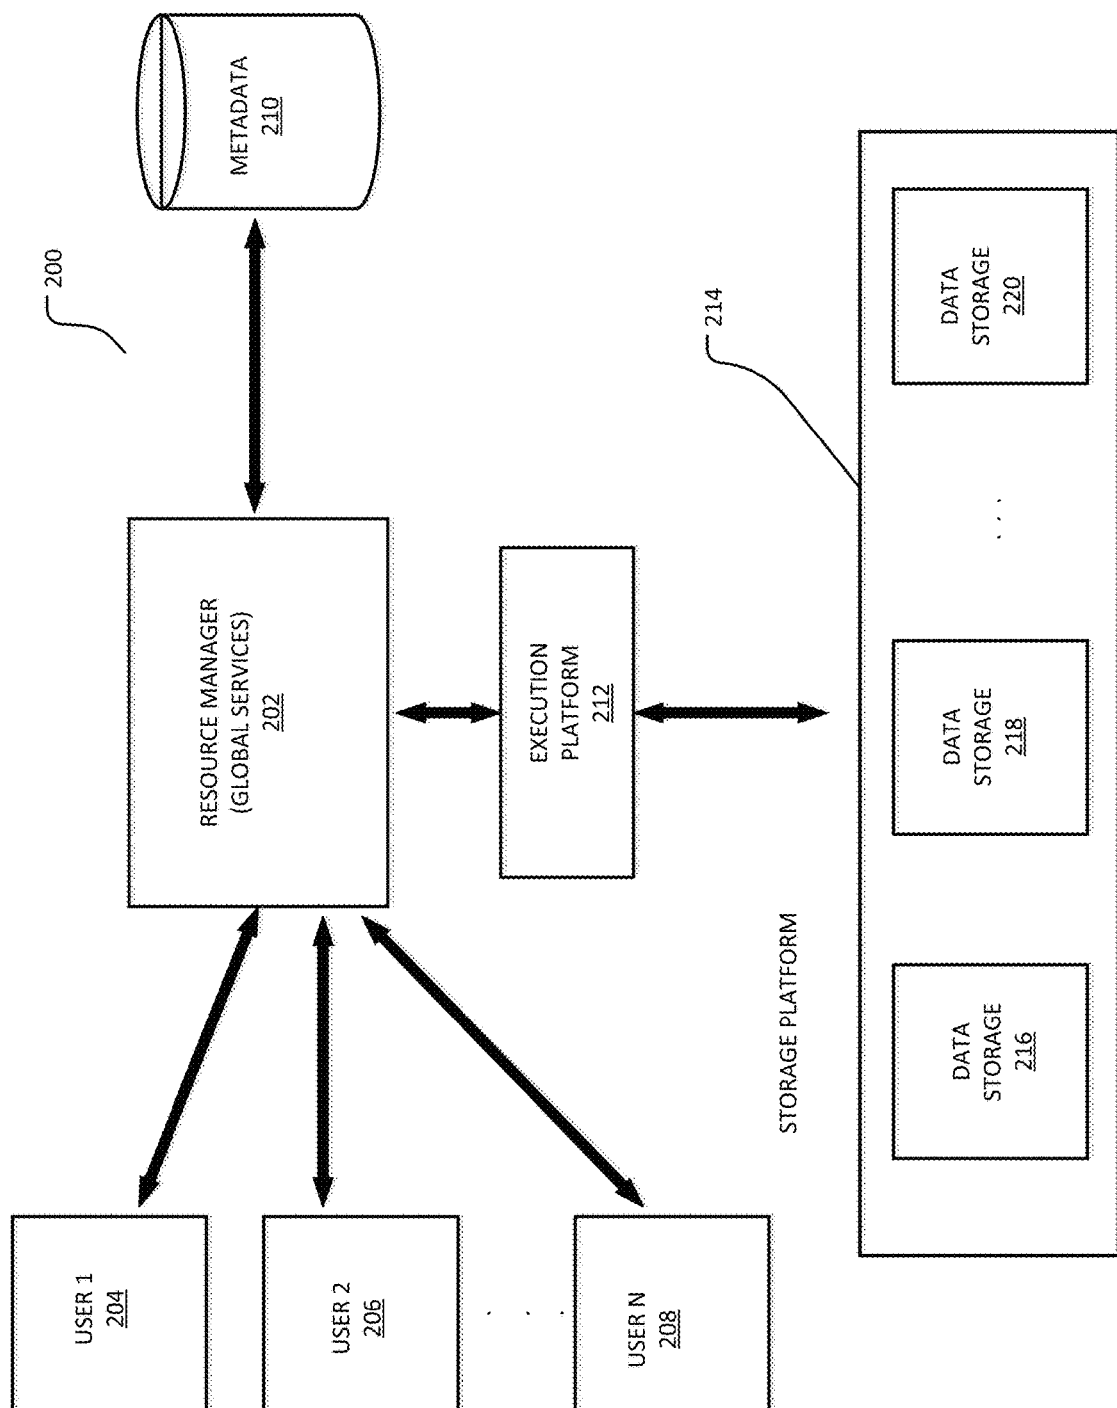 200
USER 1
204
USER 2
206
.
.
.
USER N
208
RESOURCE MANAGER
(GLOBAL SERVICES)
202
METADATA
210
EXECUTION
PLATFORM
212
214
STORAGE PLATFORM
DATA
STORAGE
216
DATA
STORAGE
218
. . .
DATA
STORAGE
220